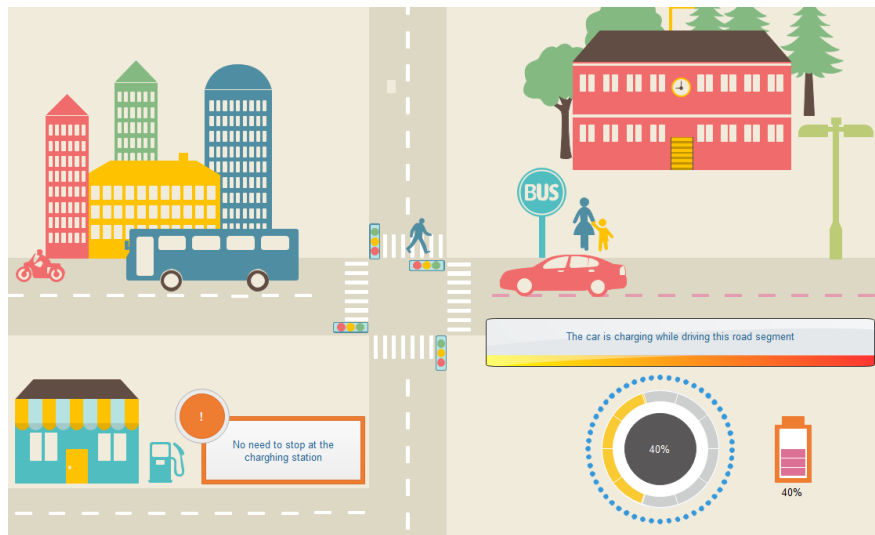 BUS
The car is charging while driving this road segment
!
No need to stop at the
charghing station
40%
40%